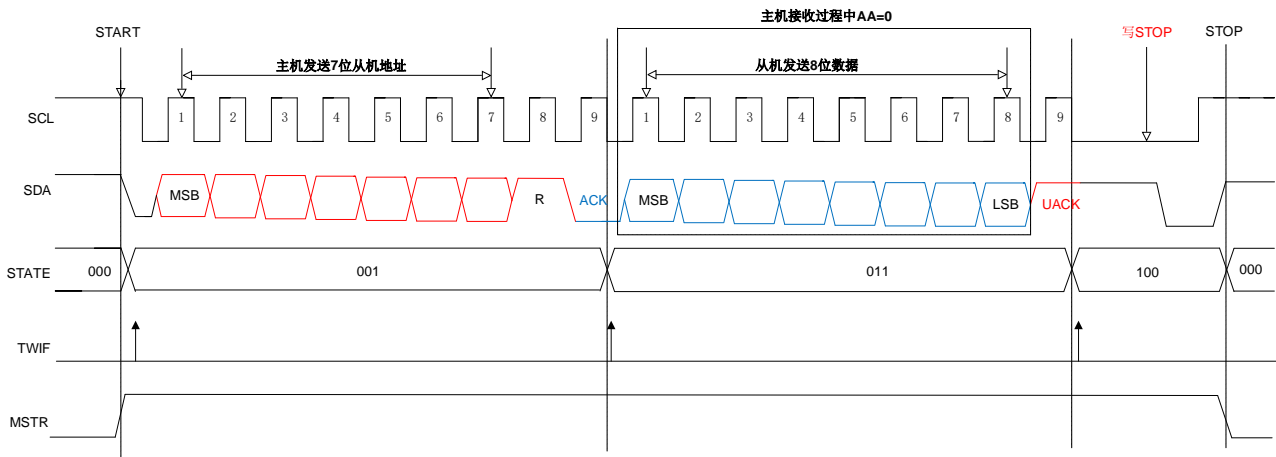 主机接收过程中AA=0
START
写STOP
STOP
主机发送7位从机地址
从机发送8位数据
SCL
1 2 3 4 5 6 7 8 9 1 2 3 4 5 6 7 8 9
SDA
MSB R ACK MSB LSB UACK
STATE 000 001 011 100 000
TWIF
MSTR